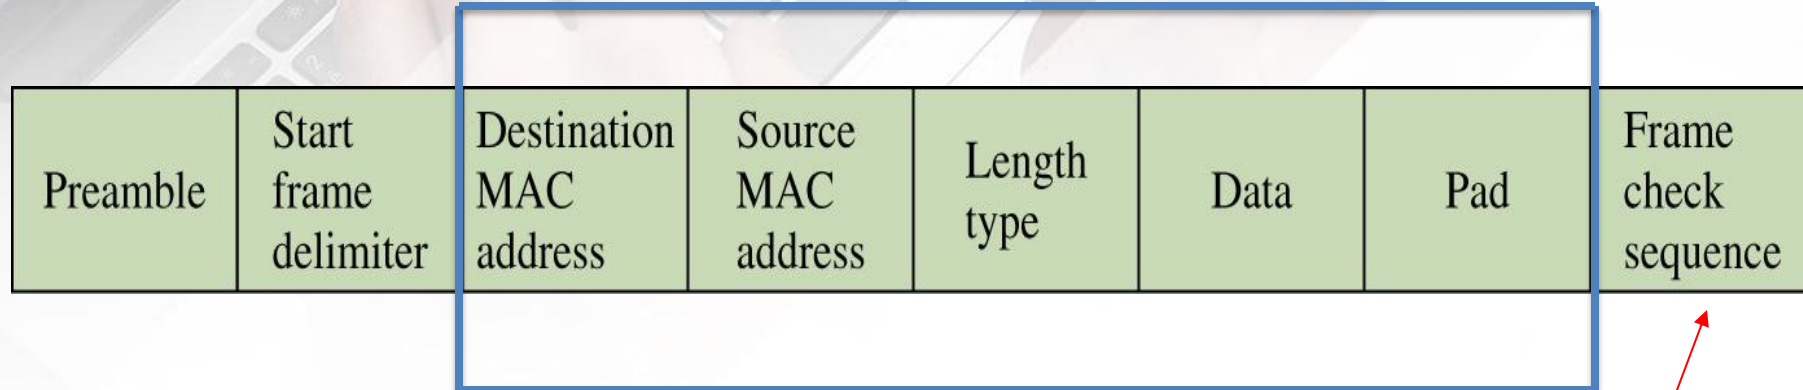 Preamble
Start
frame
delimiter
Destination
MAC
address
Source
MAC
address
Length
type
Data
Pad
Frame
check
sequence